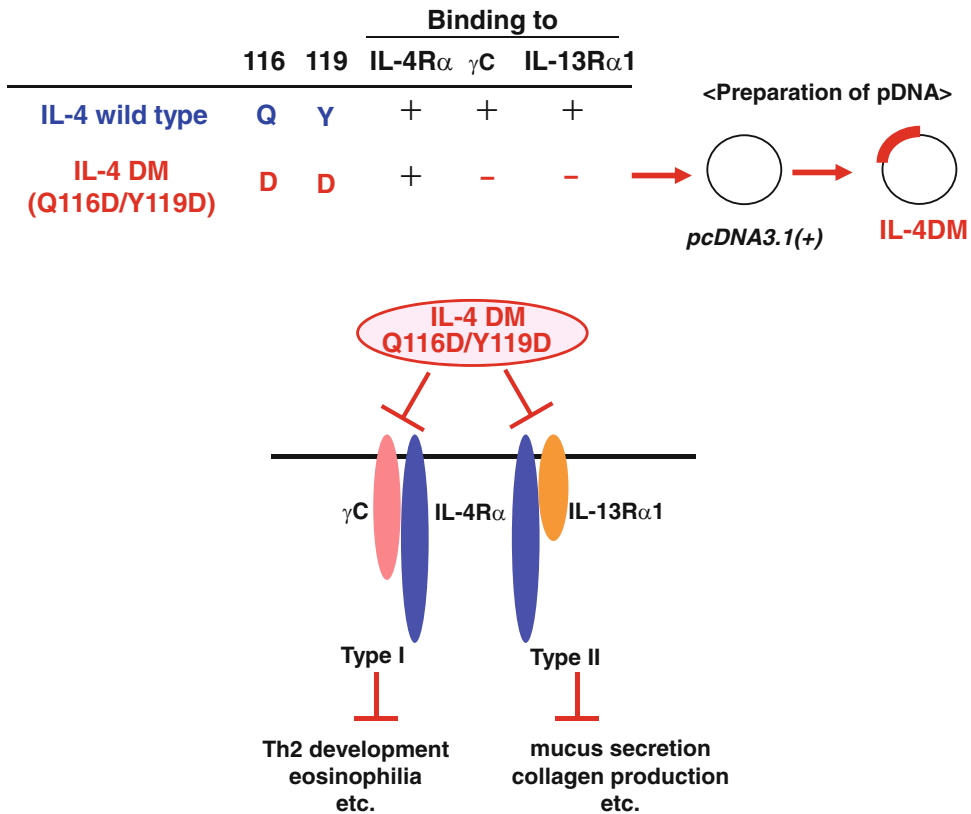 Binding to
116 119 IL-4Rα γC IL-13Rα1
IL-4 wild type Q Y + + +
<Preparation of pDNA>
IL-4 DM
(Q116D/Y119D) D D + – –
pcDNA3.1(+)
IL-4DM
IL-4 DM
Q116D/Y119D
γC
IL-4Rα
IL-13Rα1
Type I
Type II
Th2 development
eosinophilia
etc.
mucus secretion
collagen production
etc.